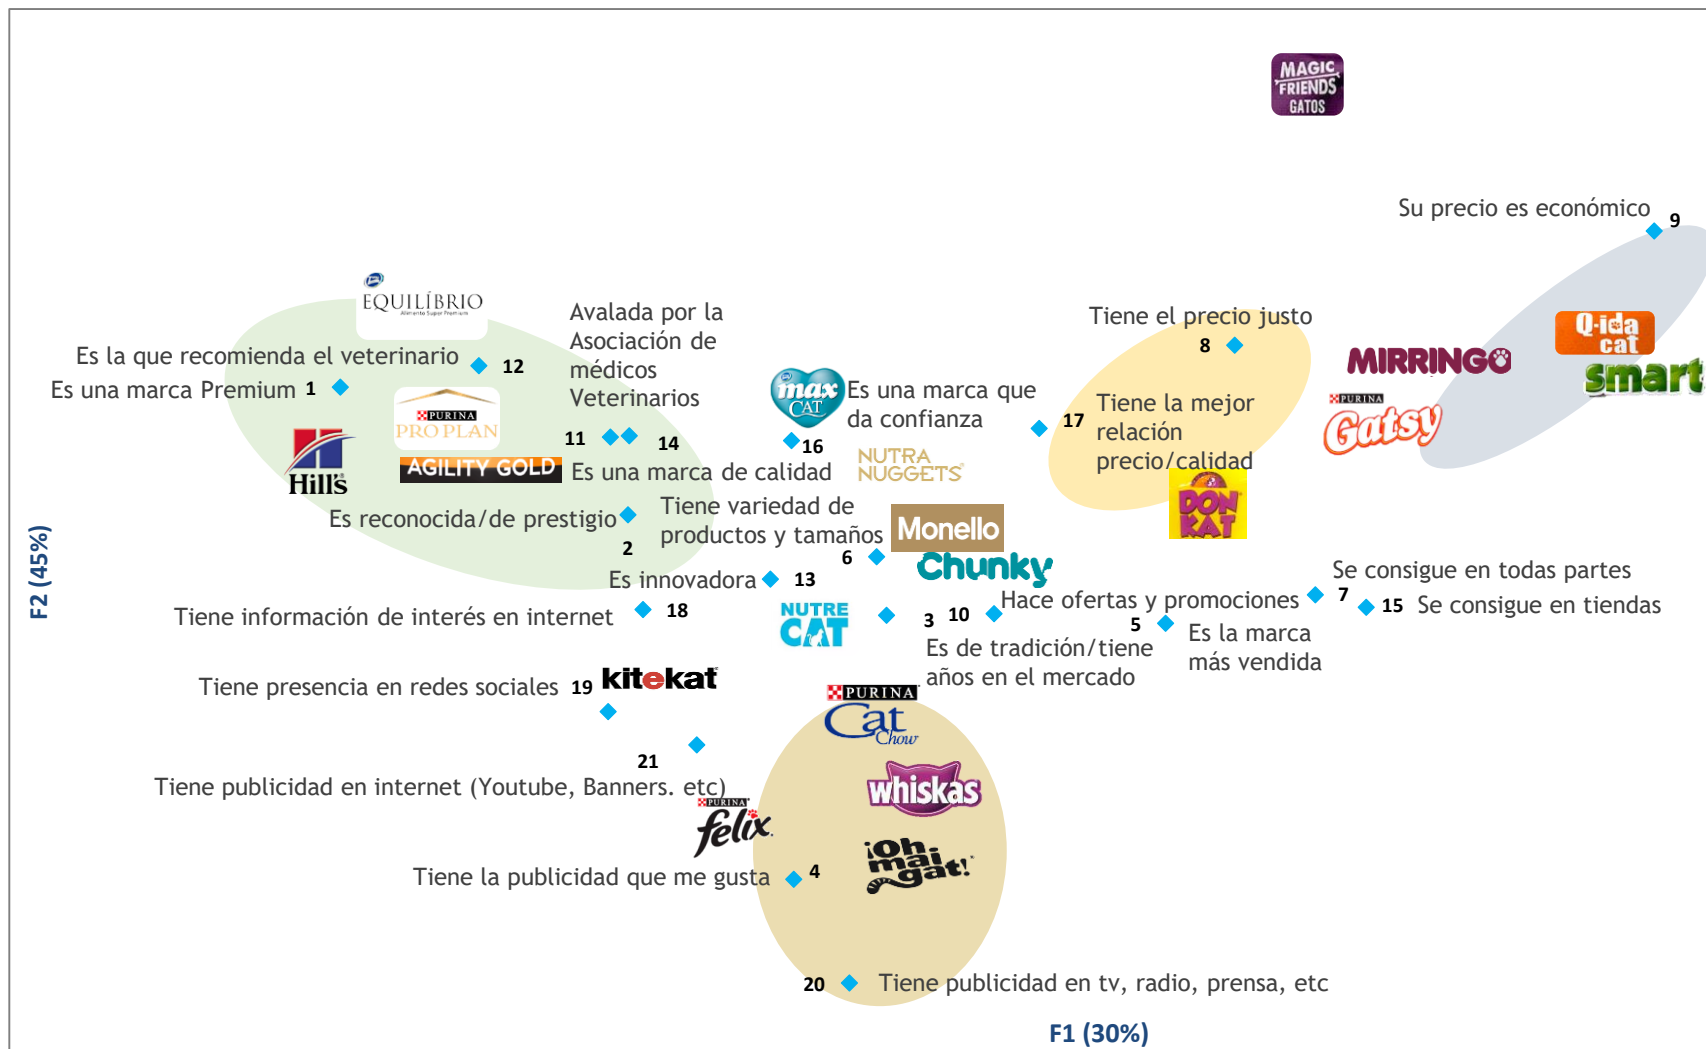 MAGIC
FRIENDS
GATOS
Su precio es económico
9
EQUILÍBRIO
Alimento Super Premium
Avalada por la
Asociación de
médicos
Veterinarios
Tiene el precio justo
8
Q-ida
cat
MIRRINGO
smart
Es la que recomienda el veterinario
12
Es una marca Premium
1
max
CAT
Es una marca que
da confianza
17
Tiene la mejor
relación
precio/calidad
PURINA
Gatsy
PURINA
PRO PLAN
11
14
16
Hill's
AGILITY GOLD
Es una marca de calidad
NUTRA
NUGGETS
DON
KAT
Es reconocida/de prestigio
2
Tiene variedad de
productos y tamaños
6
Monello
Chunky
F2 (45%)
Es innovadora
13
Se consigue en todas partes
7
Tiene información de interés en internet
18
NUTRE
CAT
3
10
Hace ofertas y promociones
5
15
Se consigue en tiendas
Es de tradición/tiene
años en el mercado
Es la marca
más vendida
Tiene presencia en redes sociales
19
kitekat
PURINA
Cat
Chow
21
Tiene publicidad en internet (Youtube, Banners. etc)
whiskas
PURINA
felix
¡Oh
mai
gat!
Tiene la publicidad que me gusta
4
20
Tiene publicidad en tv, radio, prensa, etc
F1 (30%)